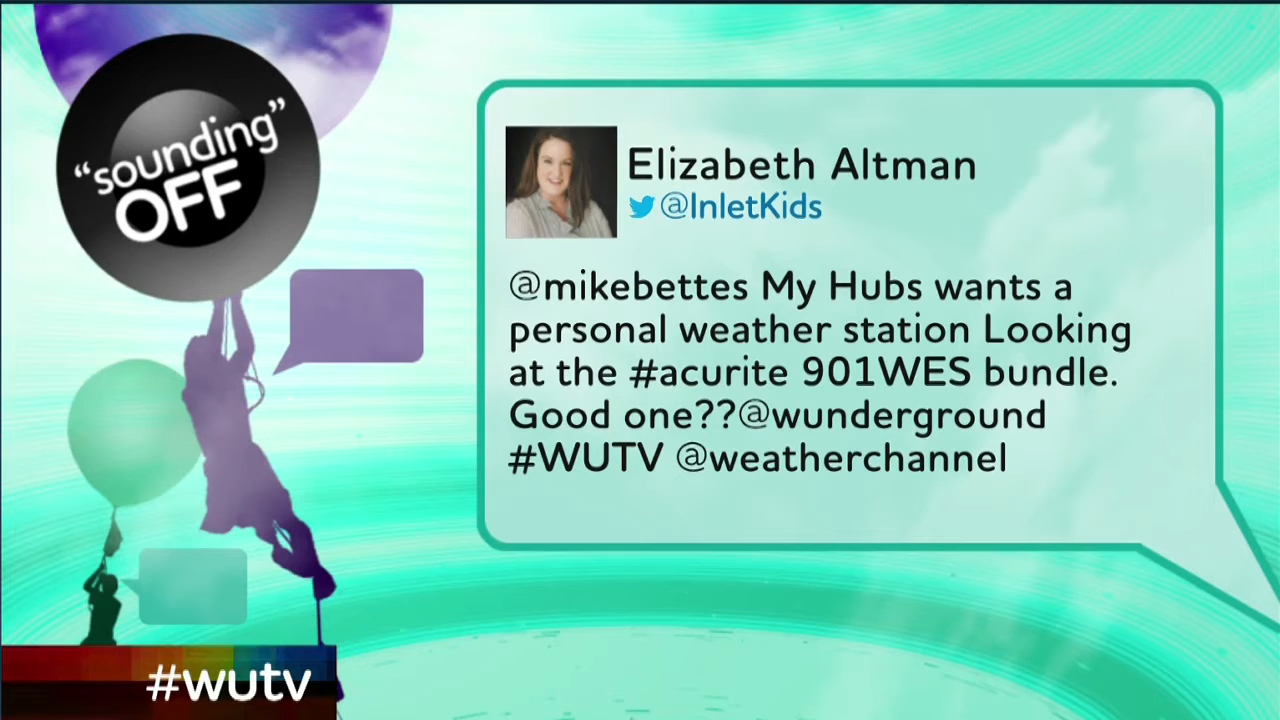 “sounding”
OFF
Elizabeth Altman
@InletKids
@mikebettes My Hubs wants a
personal weather station Looking
at the #acurite 901WES bundle.
Good one??@wunderground
#WUTV @weatherchannel
#wutv